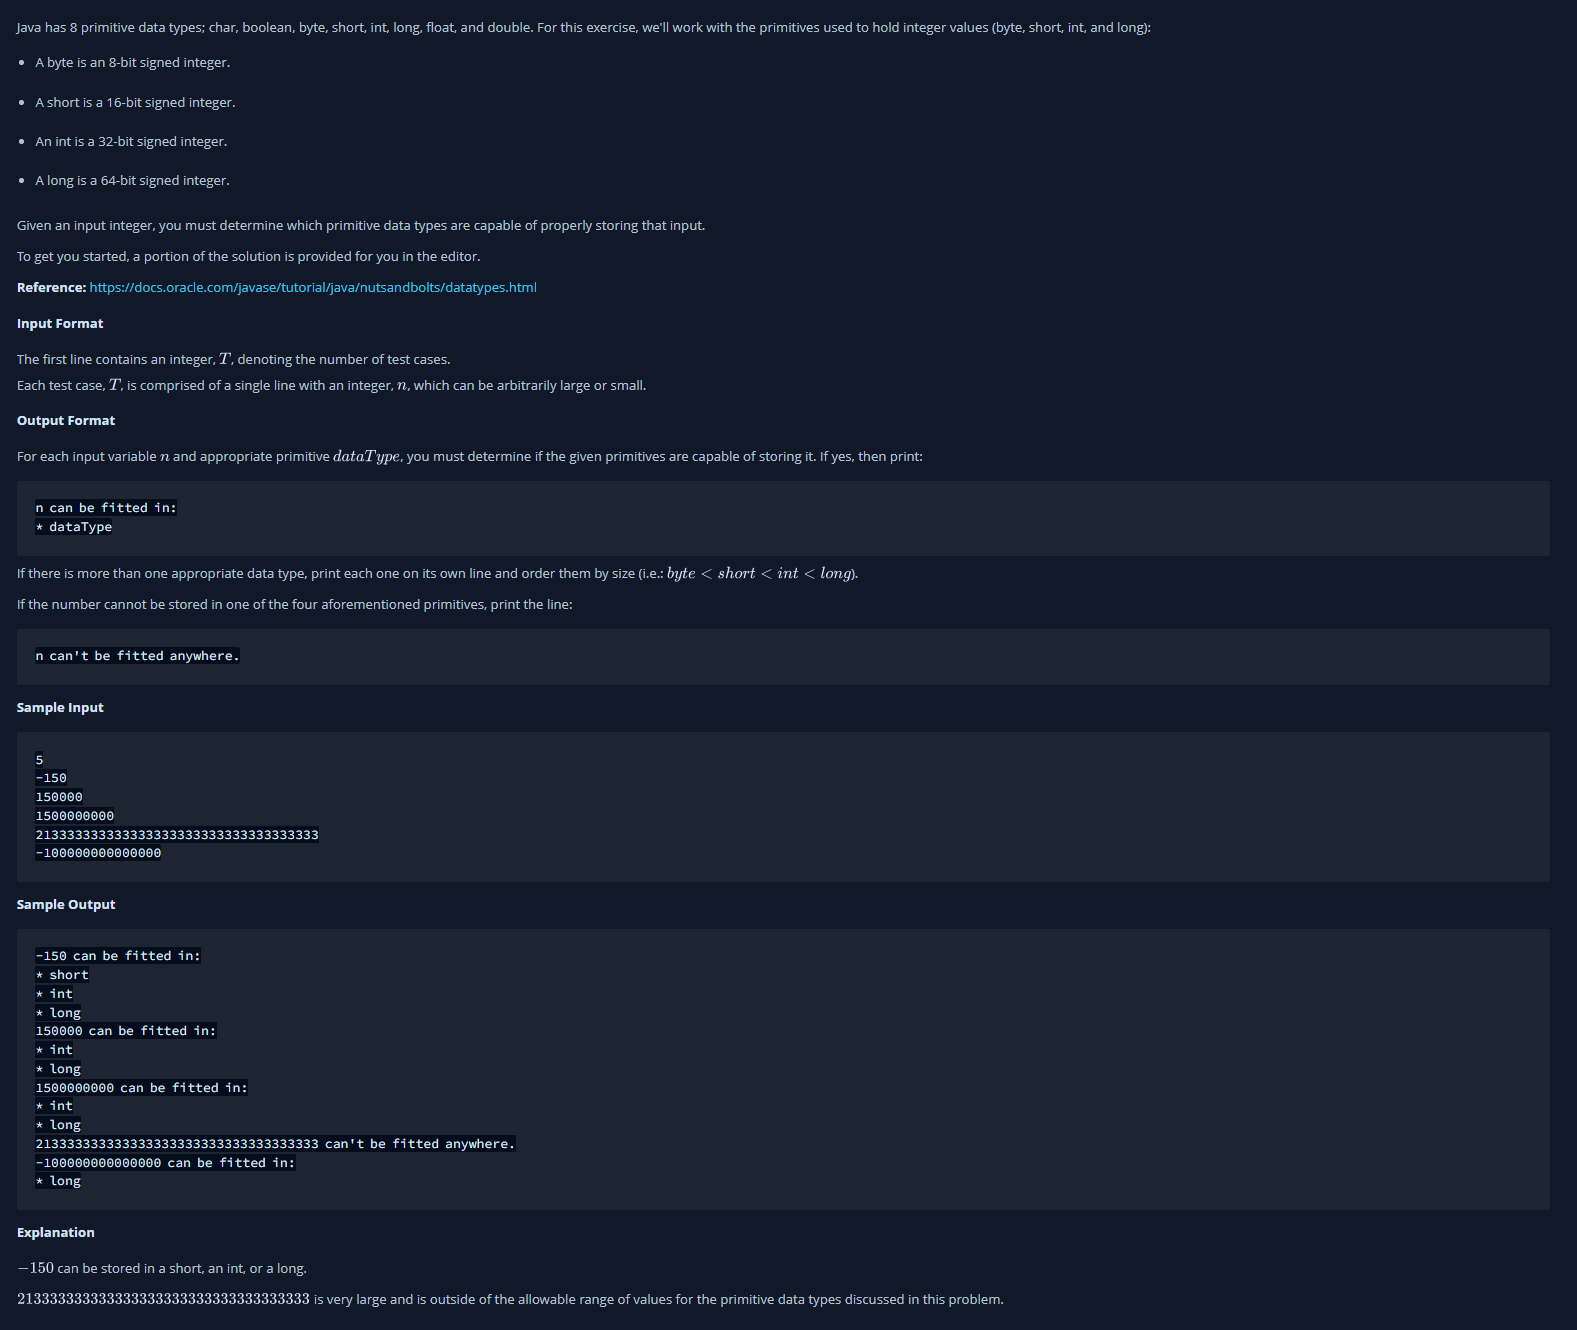 Java has 8 primitive data types; char, boolean, byte, short, int, long, float, and double. For this exercise, we'll work with the primitives used to hold integer values (byte, short, int, and long):
• A byte is an 8-bit signed integer.
• A short is a 16-bit signed integer.
• An int is a 32-bit signed integer.
• A long is a 64-bit signed integer.
Given an input integer, you must determine which primitive data types are capable of properly storing that input.
To get you started, a portion of the solution is provided for you in the editor.
Reference: https://docs.oracle.com/javase/tutorial/java/nutsandbolts/datatypes.html
Input Format
The first line contains an integer, T, denoting the number of test cases.
Each test case, T, is comprised of a single line with an integer, n, which can be arbitrarily large or small.
Output Format
For each input variable n and appropriate primitive dataType, you must determine if the given primitives are capable of storing it. If yes, then print:
n can be fitted in:
* dataType
If there is more than one appropriate data type, print each one on its own line and order them by size (i.e.: byte < short < int < long).
If the number cannot be stored in one of the four aforementioned primitives, print the line:
n can't be fitted anywhere.
Sample Input
5
-150
150000
1500000000
213333333333333333333333333333333333
-100000000000000
Sample Output
-150 can be fitted in:
* short
* int
* long
150000 can be fitted in:
* int
* long
1500000000 can be fitted in:
* int
* long
213333333333333333333333333333333333 can't be fitted anywhere.
-100000000000000 can be fitted in:
* long
Explanation
−150 can be stored in a short, an int, or a long.
213333333333333333333333333333333333 is very large and is outside of the allowable range of values for the primitive data types discussed in this problem.